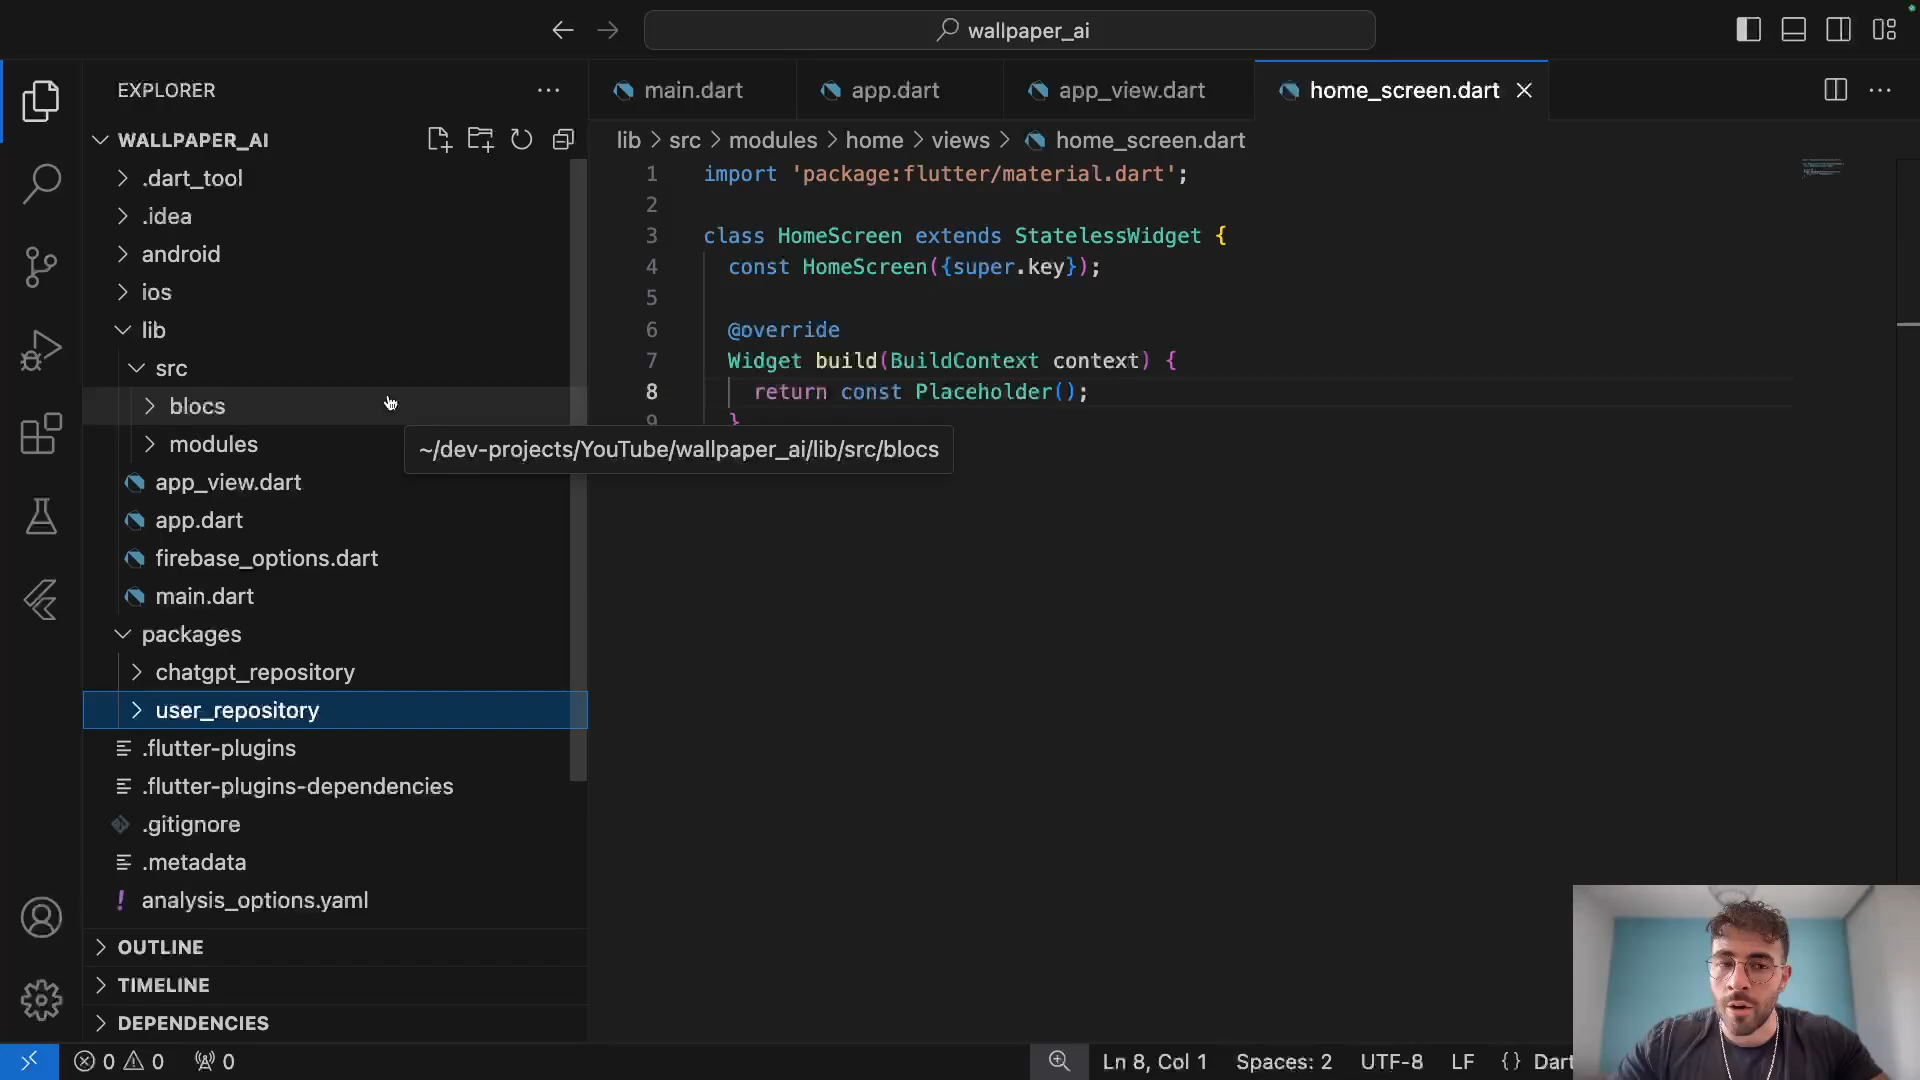 wallpaper_ai
EXPLORER
main.dart
app.dart
app_view.dart
home_screen.dart
WALLPAPER_AI
lib > src > modules > home > views > home_screen.dart
.dart_tool
.idea
android
ios
lib
src
blocs
modules
app_view.dart
app.dart
firebase_options.dart
main.dart
packages
chatgpt_repository
user_repository
.flutter-plugins
.flutter-plugins-dependencies
.gitignore
.metadata
analysis_options.yaml
OUTLINE
TIMELINE
DEPENDENCIES
1 import 'package:flutter/material.dart';
2
3 class HomeScreen extends StatelessWidget {
4 const HomeScreen({super.key});
5
6 @override
7 Widget build(BuildContext context) {
8 return const Placeholder();
9 }
~/dev-projects/YouTube/wallpaper_ai/lib/src/blocs
0 0 0
Ln 8, Col 1 Spaces: 2 UTF-8 LF {} Dart